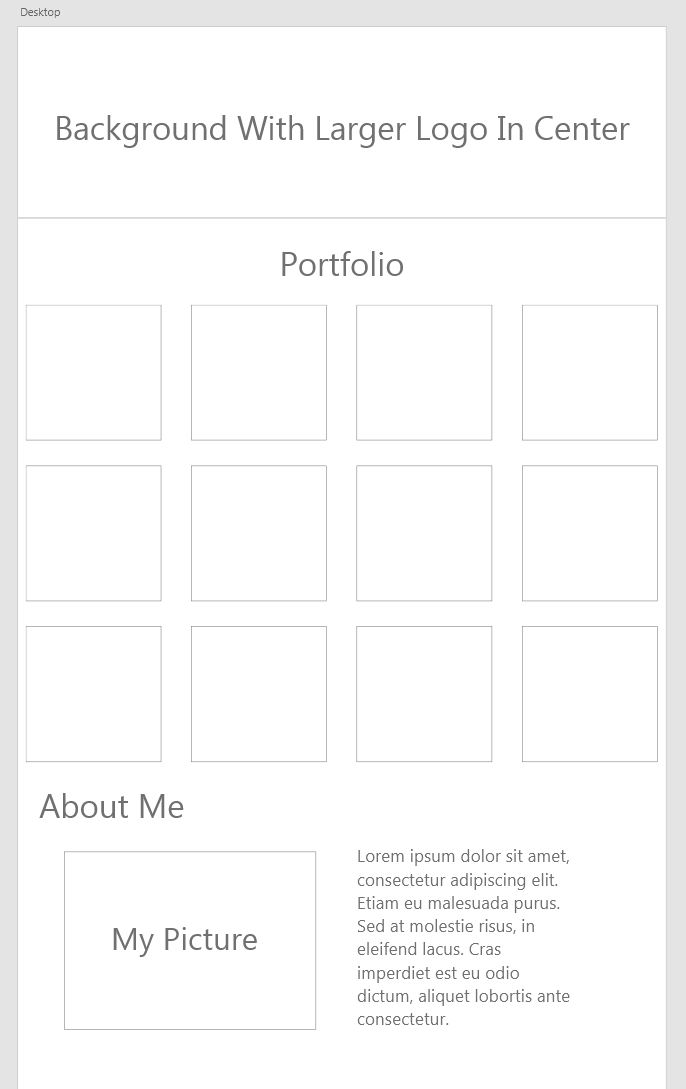 Desktop
Background With Larger Logo In Center
Portfolio
About Me
My Picture
Lorem ipsum dolor sit amet,
consectetur adipiscing elit.
Etiam eu malesuada purus.
Sed at molestie risus, in
eleifend lacus. Cras
imperdiet est eu odio
dictum, aliquet lobortis ante
consectetur.